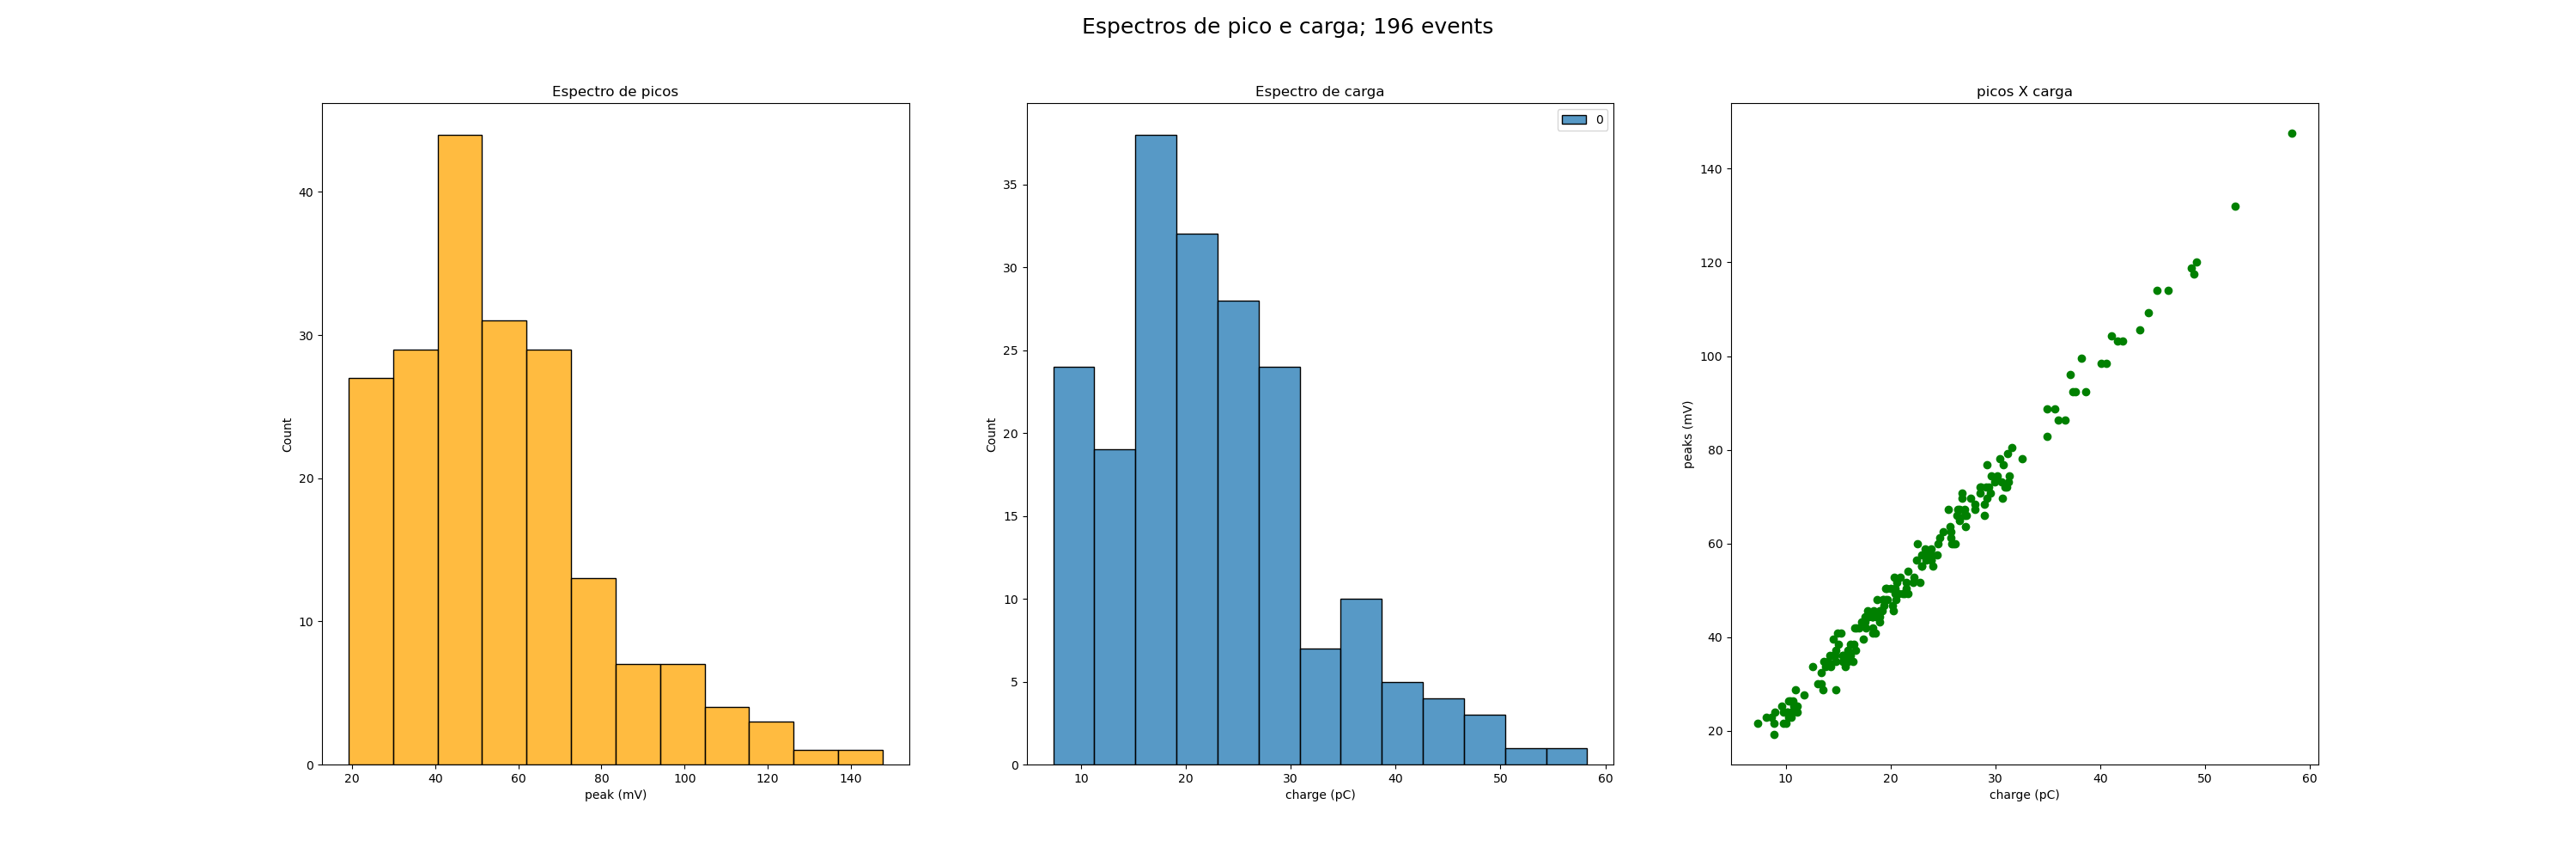 Espectros de pico e carga; 196 events
Espectro de picos
Count
40
30
20
10
0
20 40 60 80 100 120 140
peak (mV)
Espectro de carga
0
Count
35
30
25
20
15
10
5
0
10 20 30 40 50 60
charge (pC)
picos X carga
peaks (mV)
140
120
100
80
60
40
20
10 20 30 40 50 60
charge (pC)